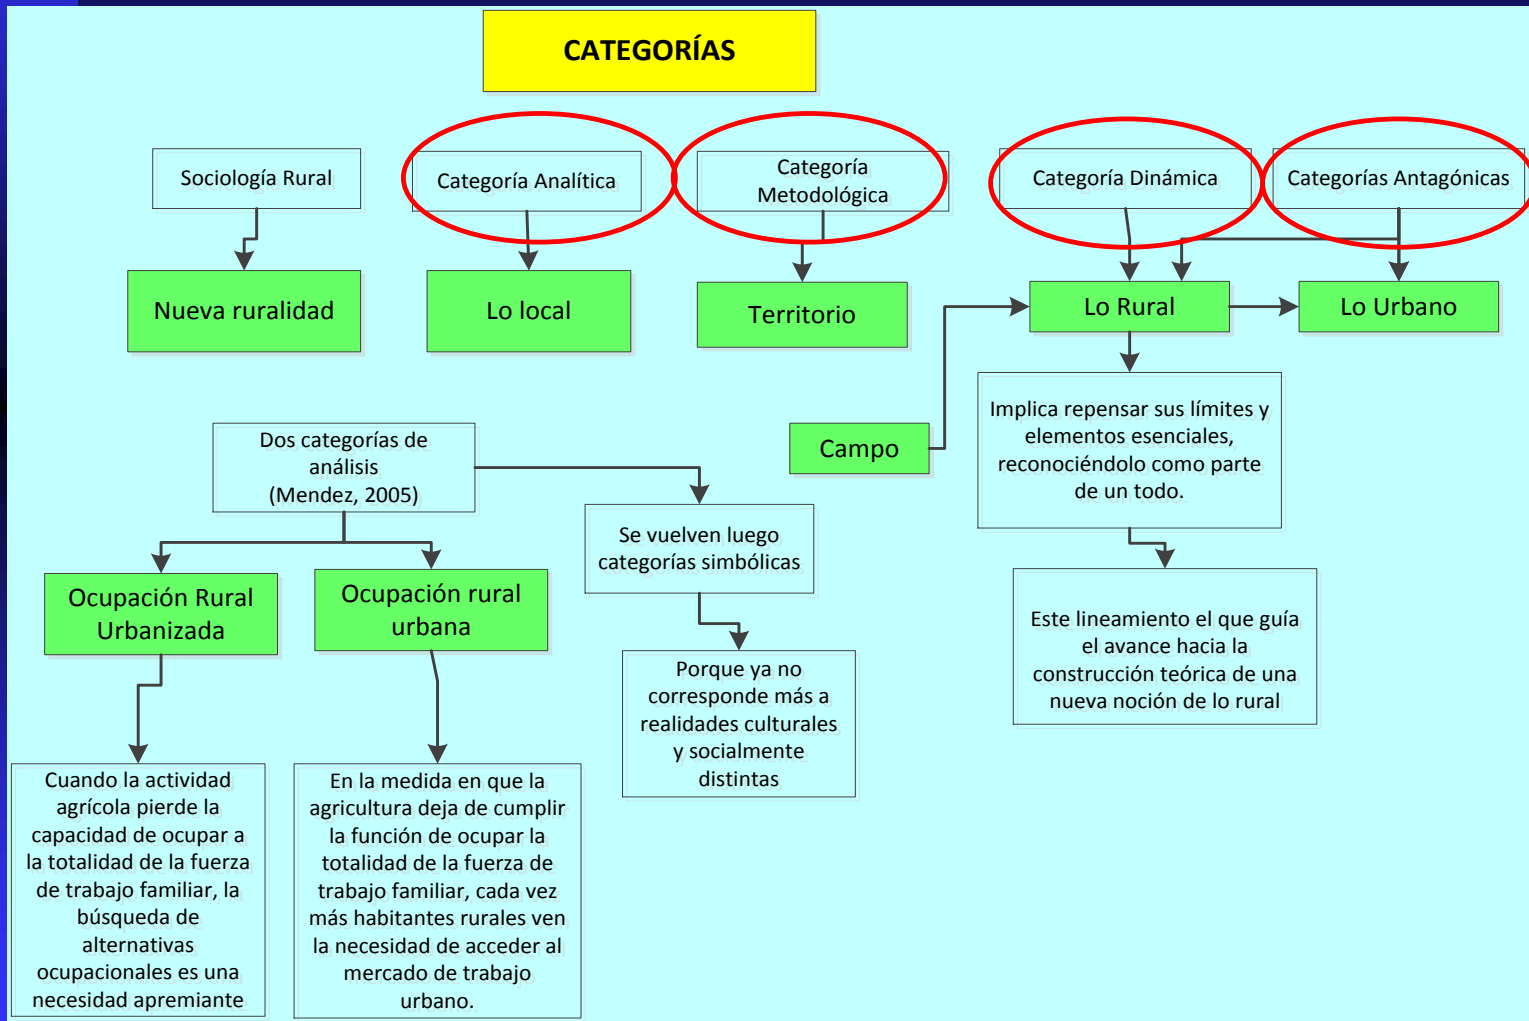 CATEGORÍAS
Sociología Rural
Categoría Analítica
Categoría
Metodológica
Categoría Dinámica
Categorías Antagónicas
Nueva ruralidad
Lo local
Territorio
Lo Rural
Lo Urbano
Campo
Implica repensar sus límites y
elementos esenciales,
reconociéndolo como parte
de un todo.
Este lineamiento el que guía
el avance hacia la
construcción teórica de una
nueva noción de lo rural
Dos categorías de
análisis
(Mendez, 2005)
Se vuelven luego
categorías simbólicas
Porque ya no
corresponde más a
realidades culturales
y socialmente
distintas
Ocupación Rural
Urbanizada
Ocupación rural
urbana
Cuando la actividad
agrícola pierde la
capacidad de ocupar a
la totalidad de la fuerza
de trabajo familiar, la
búsqueda de
alternativas
ocupacionales es una
necesidad apremiante
En la medida en que la
agricultura deja de cumplir
la función de ocupar la
totalidad de la fuerza de
trabajo familiar, cada vez
más habitantes rurales ven
la necesidad de acceder al
mercado de trabajo
urbano.